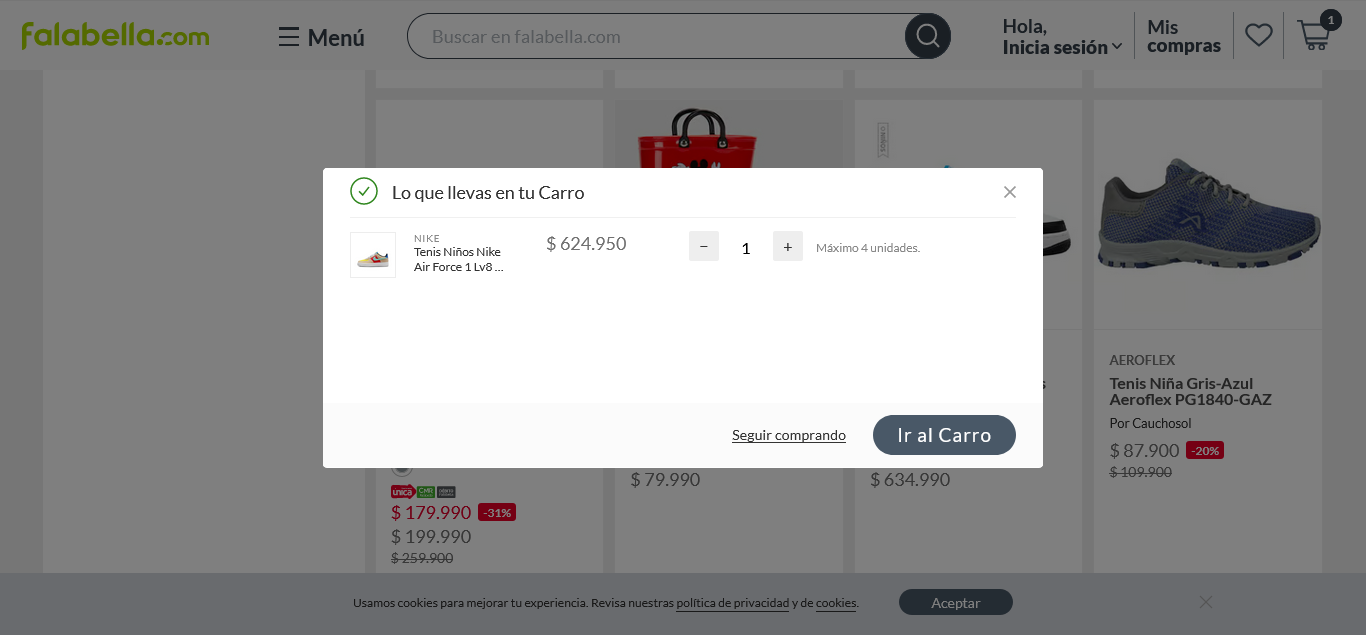 falabella.com
Menú
Buscar en falabella.com
Hola,
Inicia sesión
Mis
compras
1
Lo que llevas en tu Carro
NIKE
Tenis Niños Nike
Air Force 1 Lv8 ...
$ 624.950
−
1
+
Máximo 4 unidades.
Seguir comprando
Ir al Carro
AEROFLEX
Tenis Niña Gris-Azul
Aeroflex PG1840-GAZ
Por Cauchosol
$ 87.900 -20%
$ 109.900
única CMR
$ 179.990 -31%
$ 199.990
$ 259.900
$ 79.990
$ 634.990
Usamos cookies para mejorar tu experiencia. Revisa nuestras política de privacidad y de cookies.
Aceptar